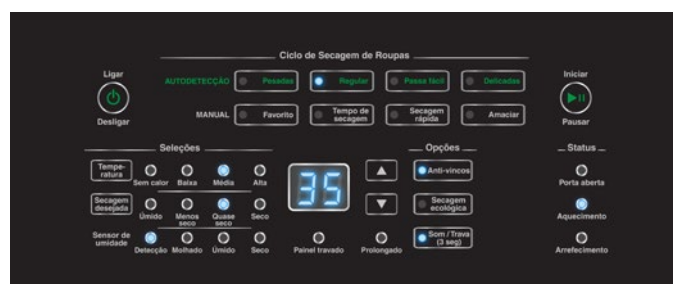 Ciclo de Secagem de Roupas
Ligar
Desligar
AUTODETECÇÃO Pesadas Regular Passa fácil Delicadas
MANUAL Favorito Tempo de
secagem
Secagem
rápida
Amaciar
Iniciar
Pausar
Seleções
Tempe-
ratura
Sem calor Baixa Média Alta
Secagem
desejada
Úmido Menos
seco
Quase
seco
Seco
Sensor de
umidade
Detecção Molhado Úmido Seco
35
Painel travado Prolongado
Opções
Anti-vincos
Secagem
ecológica
Som / Trava
(3 seg)
Status
Porta aberta
Aquecimento
Arrefecimento